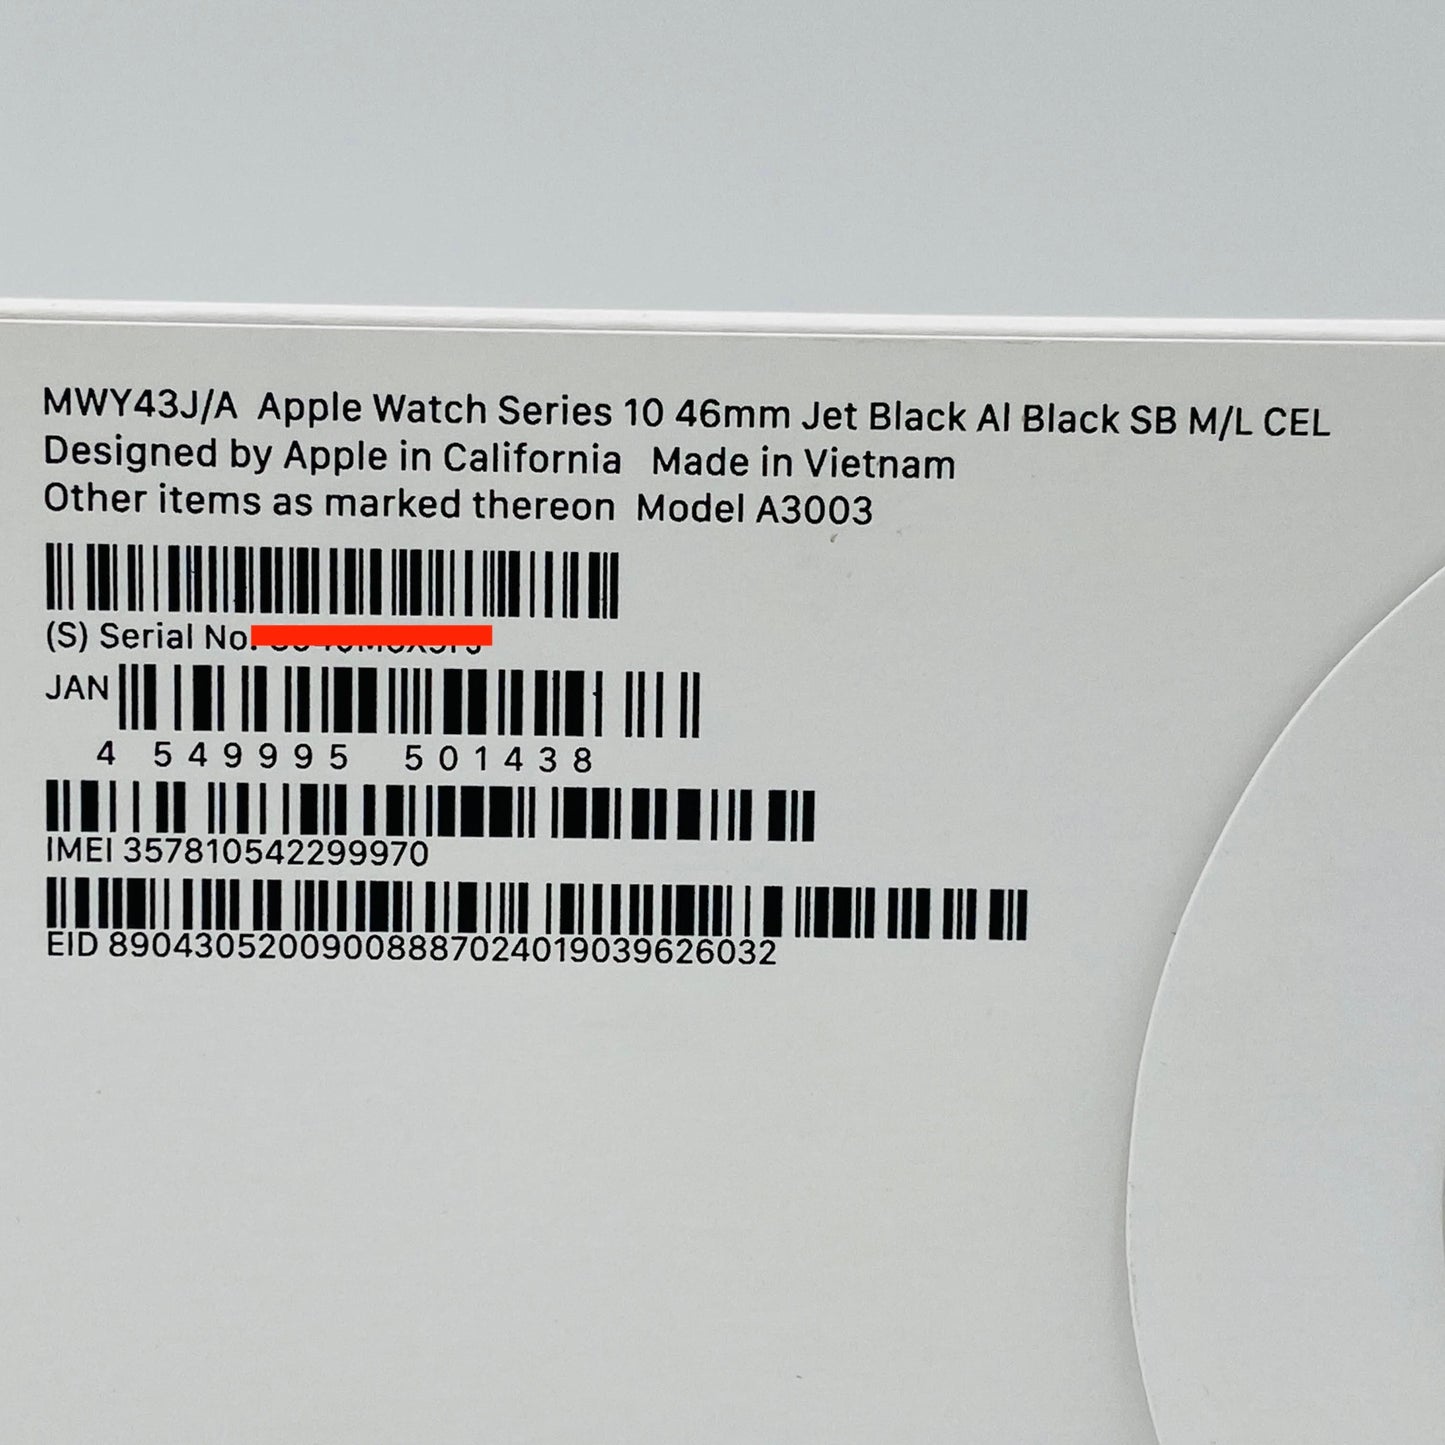 MWY43J/A Apple Watch Series 10 46mm Jet Black Al Black SB M/L CEL
Designed by Apple in California Made in Vietnam
Other items as marked thereon Model A3003
(S) Serial No.
JAN
4 549995 501438
IMEI 357810542299970
EID 89043052009008887024019039626032